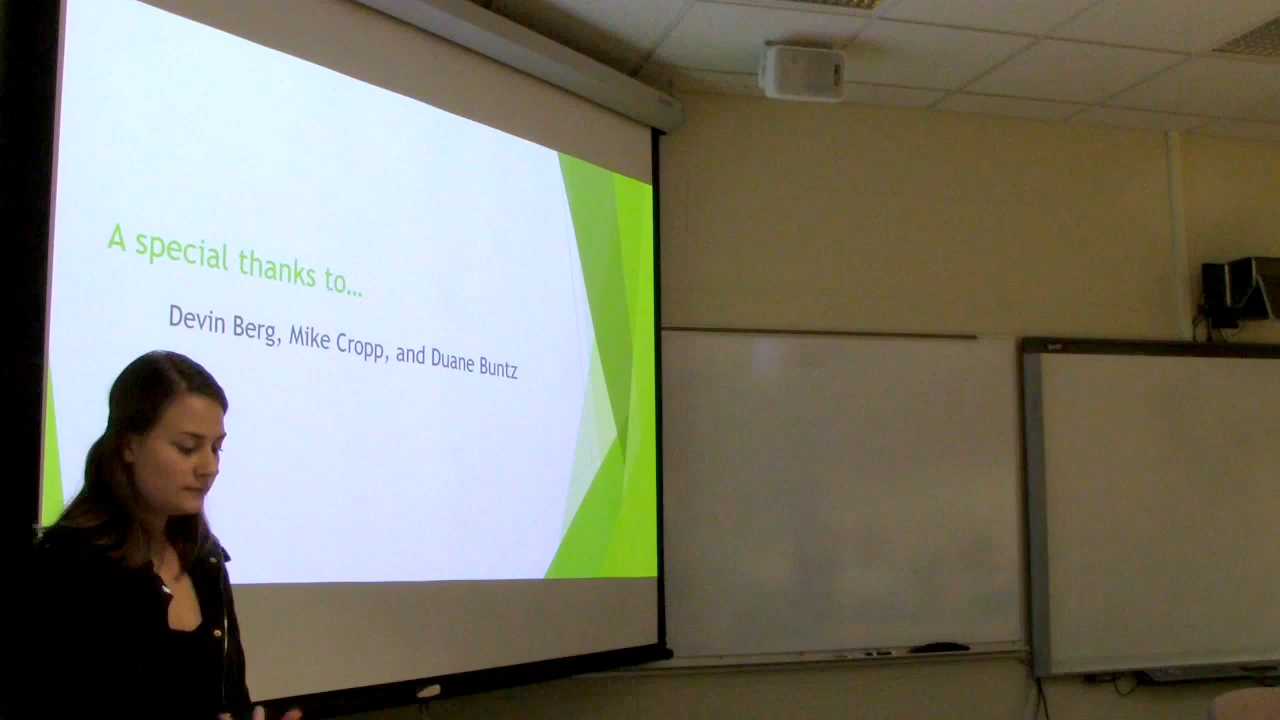 A special thanks to...
Devin Berg, Mike Cropp, and Duane Buntz